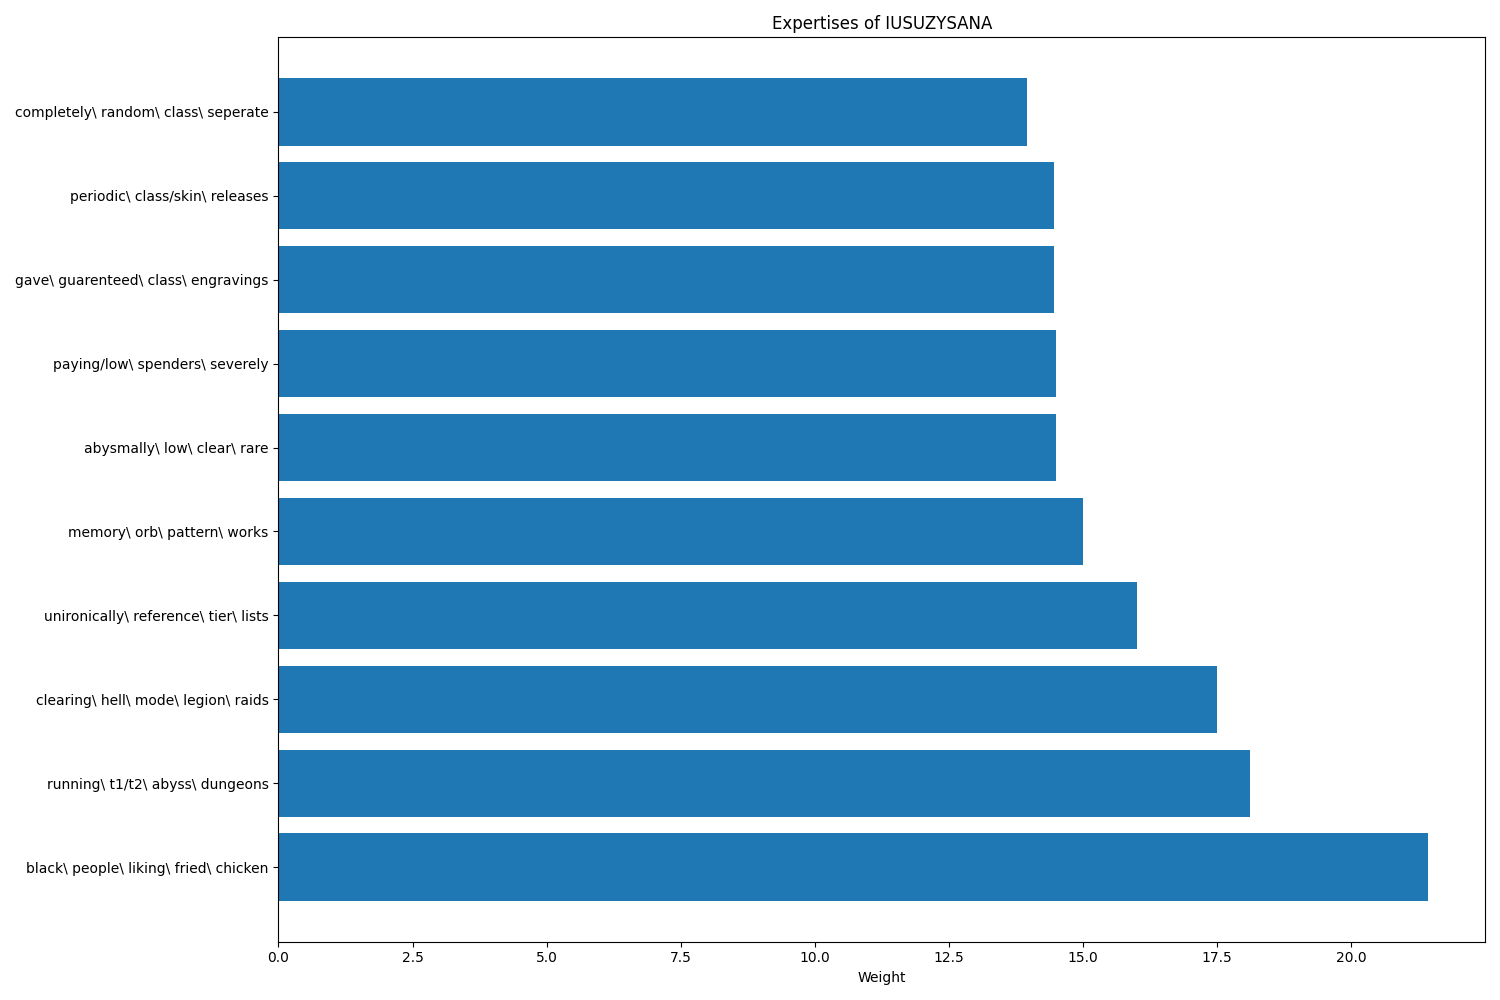 Expertises of IUSUZYSANA
completely\ random\ class\ seperate
periodic\ class/skin\ releases
gave\ guarenteed\ class\ engravings
paying/low\ spenders\ severely
abysmally\ low\ clear\ rare
memory\ orb\ pattern\ works
unironically\ reference\ tier\ lists
clearing\ hell\ mode\ legion\ raids
running\ t1/t2\ abyss\ dungeons
black\ people\ liking\ fried\ chicken
0.0 2.5 5.0 7.5 10.0 12.5 15.0 17.5 20.0
Weight